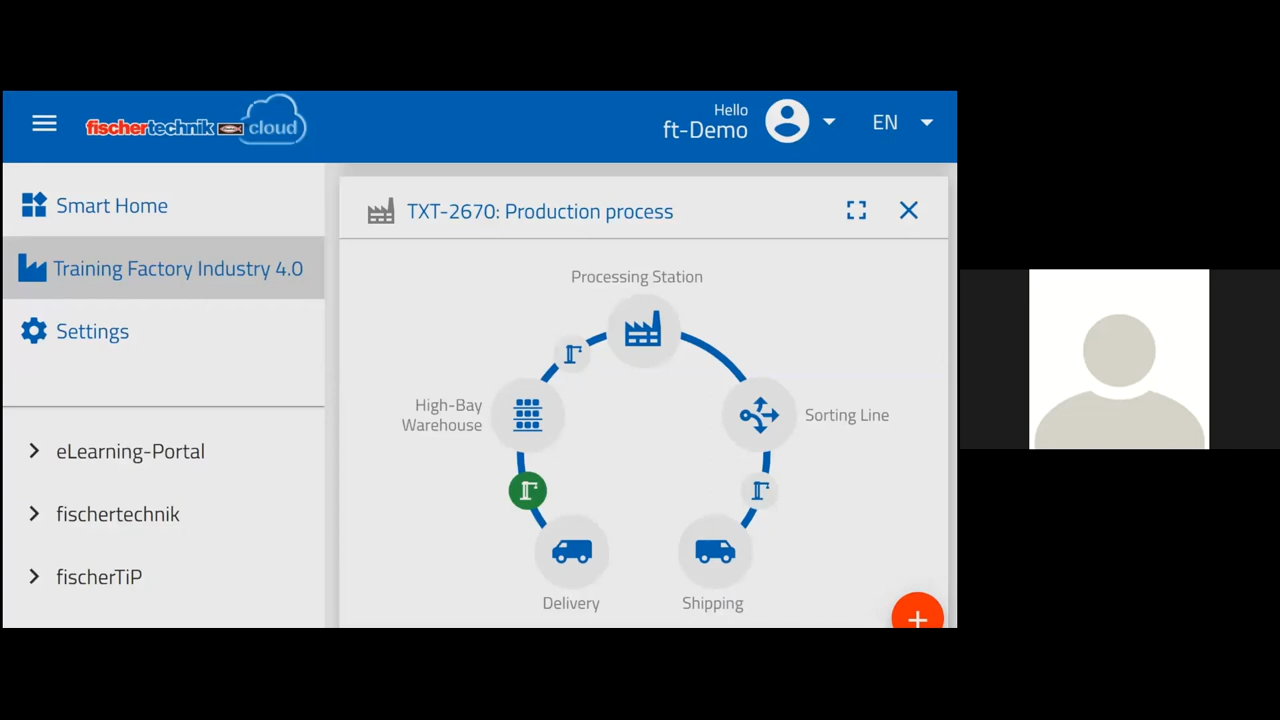 fischertechnik cloud
Hello
ft-Demo
EN
Smart Home
Training Factory Industry 4.0
Settings
eLearning-Portal
fischertechnik
fischerTiP
TXT-2670: Production process
Processing Station
High-Bay
Warehouse
Sorting Line
Delivery
Shipping